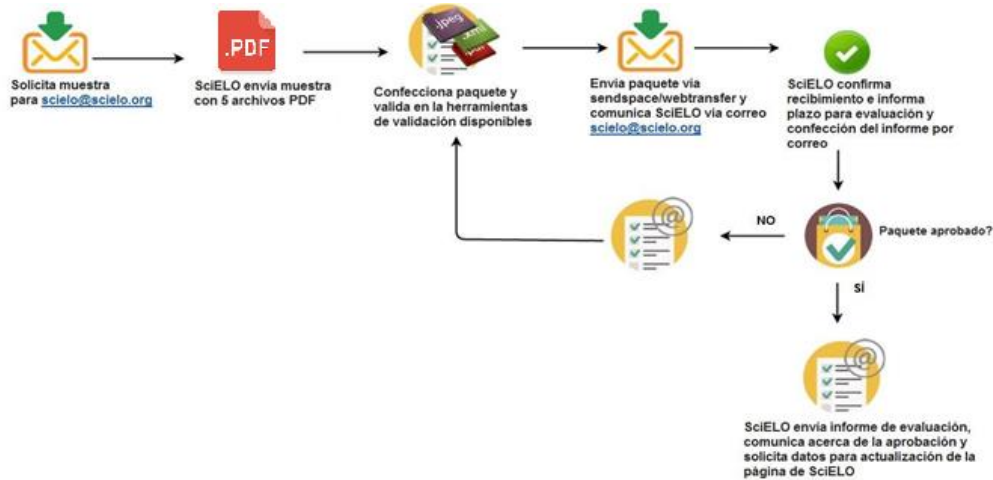 .PDF
.jpeg
.xml
Solicita muestra
para scielo@scielo.org
SciELO envia muestra
con 5 archivos PDF
Confecciona paquete y
valida en la herramientas
de validación disponibles
Envía paquete vía
sendspace/webtransfer y
comunica SciELO vía correo
scielo@scielo.org
SciELO confirma
recibimiento e informa
plazo para evaluación y
confección del informe por
correo
@
NO
Paquete aprobado?
SÍ
@
SciELO envía informe de evaluación,
comunica acerca de la aprobación y
solicita datos para actualización de la
página de SciELO